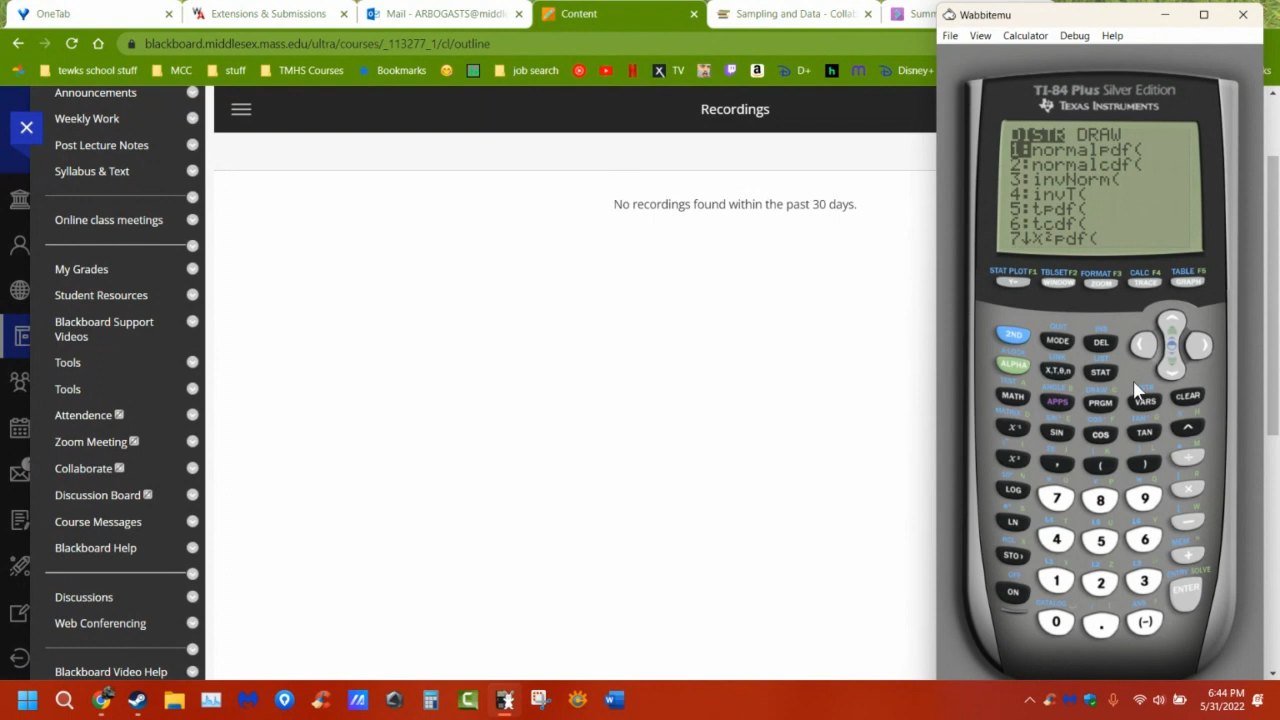 OneTab
Extensions & Submissions
Mail - ARBOGASTS@middl
Content
Sampling and Data - Collab
Summ
Wabbitemu
blackboard.middlesex.mass.edu/ultra/courses/_113277_1/cl/outline
File View Calculator Debug Help
tewks school stuff
MCC
stuff
TMHS Courses
Bookmarks
job search
TV
D+
Disney+
Announcements
Weekly Work
Post Lecture Notes
Syllabus & Text
Online class meetings
My Grades
Student Resources
Blackboard Support
Videos
Tools
Tools
Attendence
Zoom Meeting
Collaborate
Discussion Board
Course Messages
Blackboard Help
Discussions
Web Conferencing
Blackboard Video Help
Recordings
No recordings found within the past 30 days.
TI-84 Plus Silver Edition
TEXAS INSTRUMENTS
DISTR DRAW
1:normalpdf(
2:normalcdf(
3:invNorm(
4:invT(
5:tpdf(
6:tcdf(
7↓X²pdf(
STAT PLOT F1 TBLSET F2 FORMAT F3 CALC F4 TABLE F5
Y= WINDOW ZOOM TRACE GRAPH
2ND MODE DEL
ALPHA X,T,θ,n STAT
MATH APPS PRGM VARS CLEAR
SIN COS TAN ^
, ( )
LOG 7 8 9 ×
LN 4 5 6 −
STO› 1 2 3 +
ON 0 . (−) ENTER
6:44 PM
5/31/2022